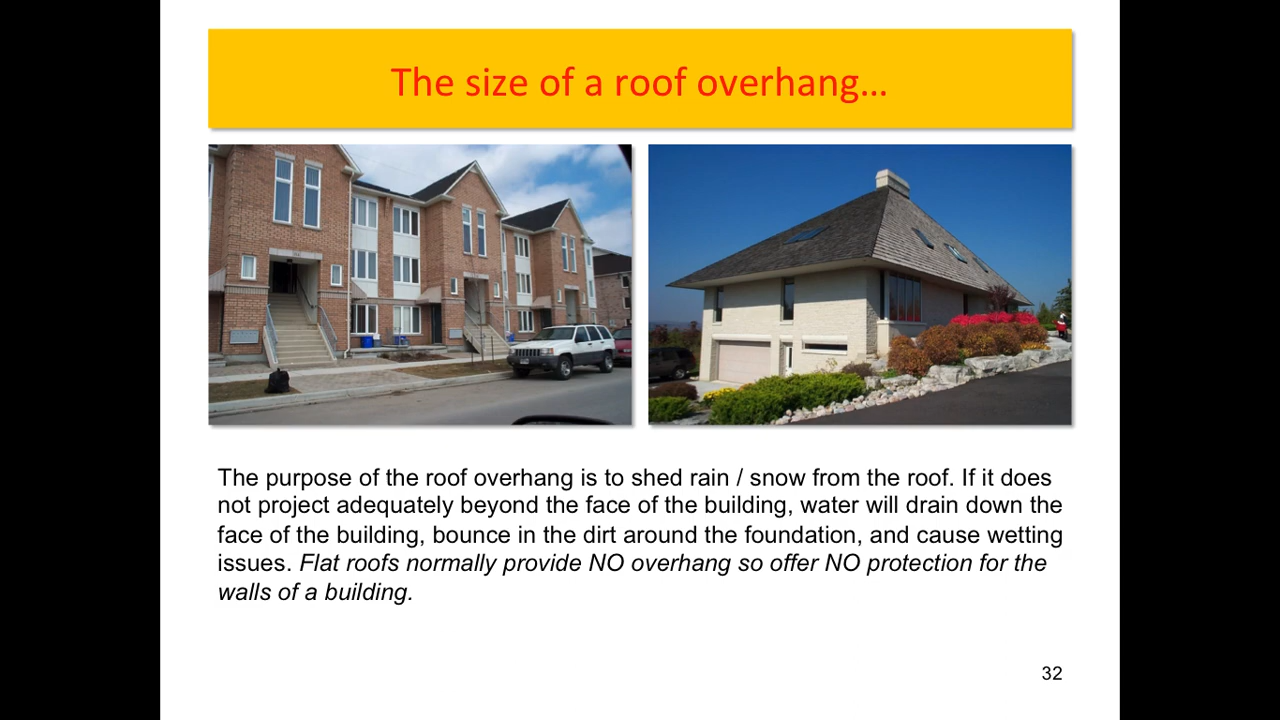 The size of a roof overhang...
The purpose of the roof overhang is to shed rain / snow from the roof. If it does
not project adequately beyond the face of the building, water will drain down the
face of the building, bounce in the dirt around the foundation, and cause wetting
issues. Flat roofs normally provide NO overhang so offer NO protection for the
walls of a building.
32